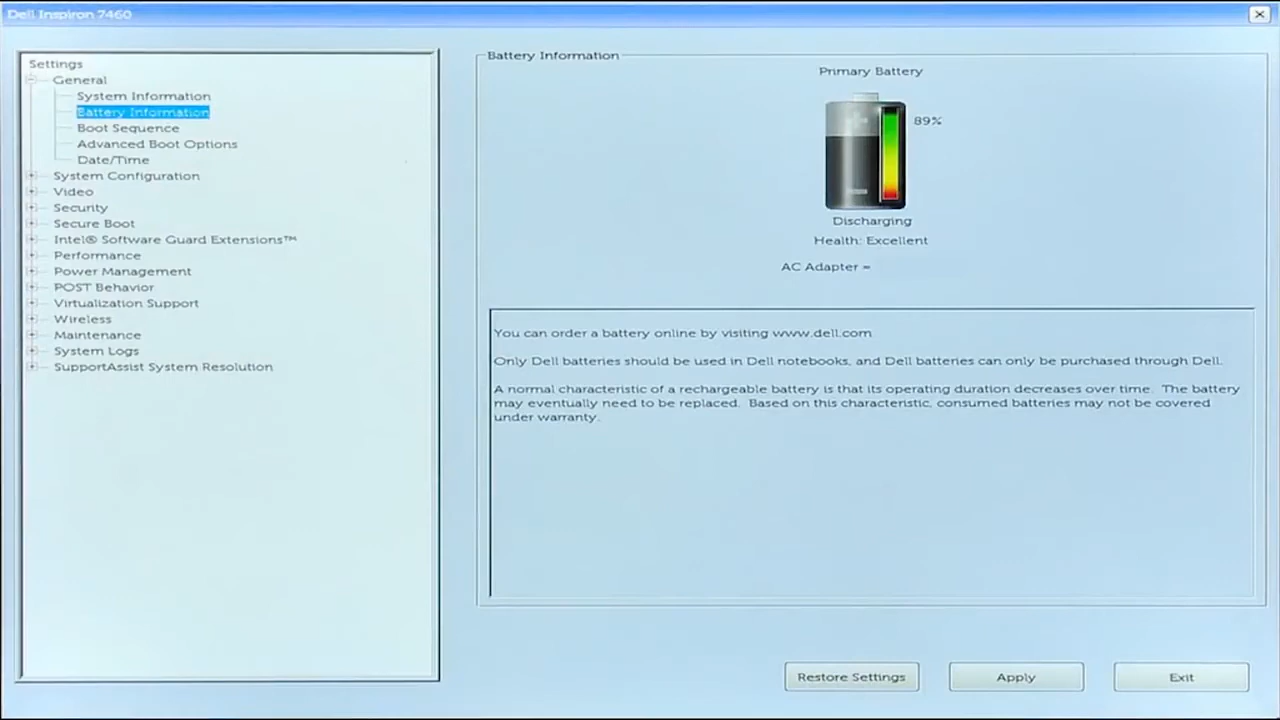 Dell Inspiron 7460
Settings
General
System Information
Battery Information
Boot Sequence
Advanced Boot Options
Date/Time
System Configuration
Video
Security
Secure Boot
Intel® Software Guard Extensions™
Performance
Power Management
POST Behavior
Virtualization Support
Wireless
Maintenance
System Logs
SupportAssist System Resolution
Battery Information
Primary Battery
89%
Discharging
Health: Excellent
AC Adapter =
You can order a battery online by visiting www.dell.com
Only Dell batteries should be used in Dell notebooks, and Dell batteries can only be purchased through Dell.
A normal characteristic of a rechargeable battery is that its operating duration decreases over time. The battery
may eventually need to be replaced. Based on this characteristic, consumed batteries may not be covered
under warranty.
Restore Settings
Apply
Exit